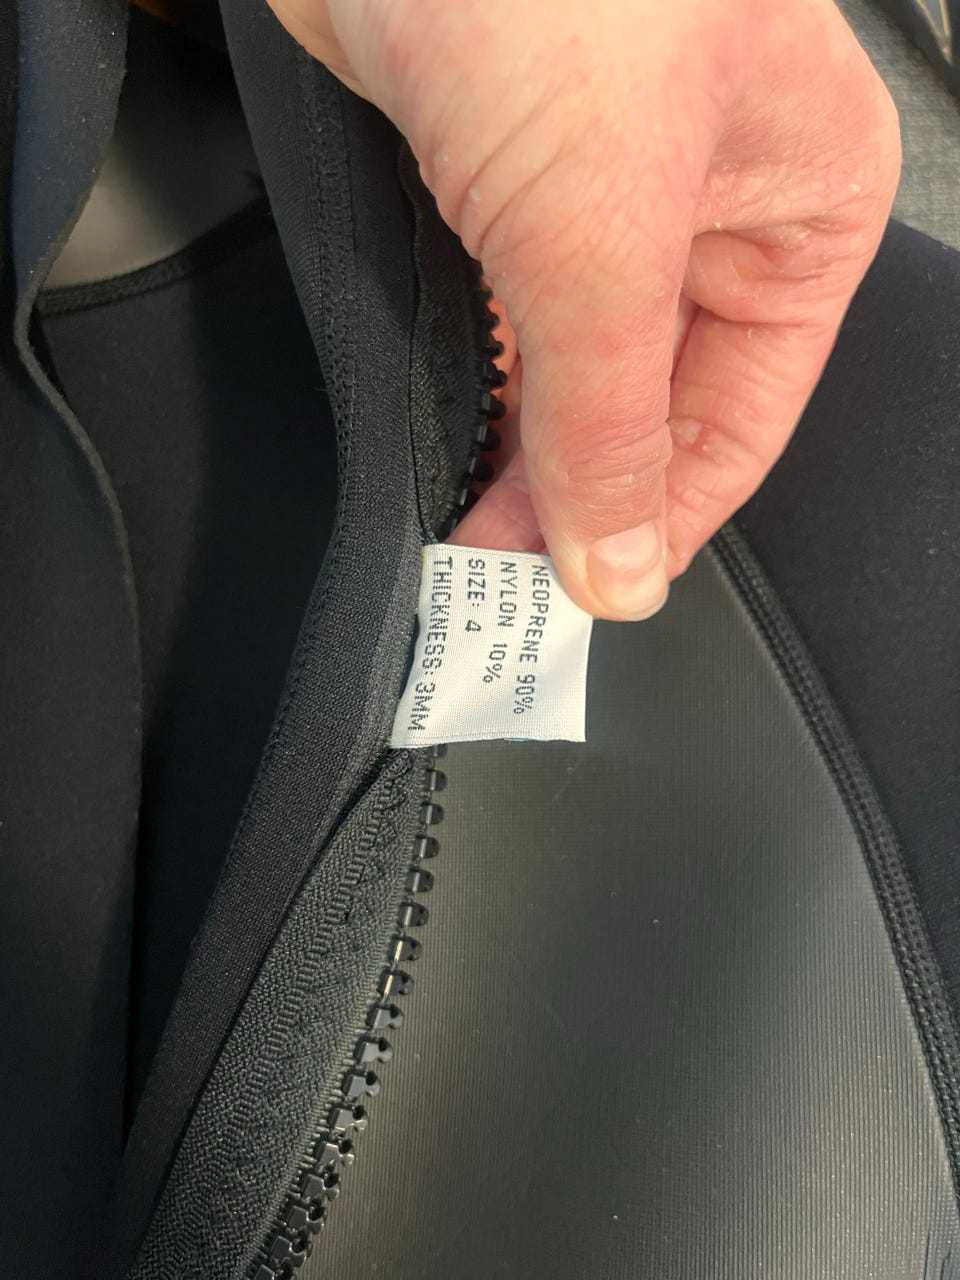 NEOPRENE 90%
NYLON 10%
SIZE: 4
THICKNESS: 3MM